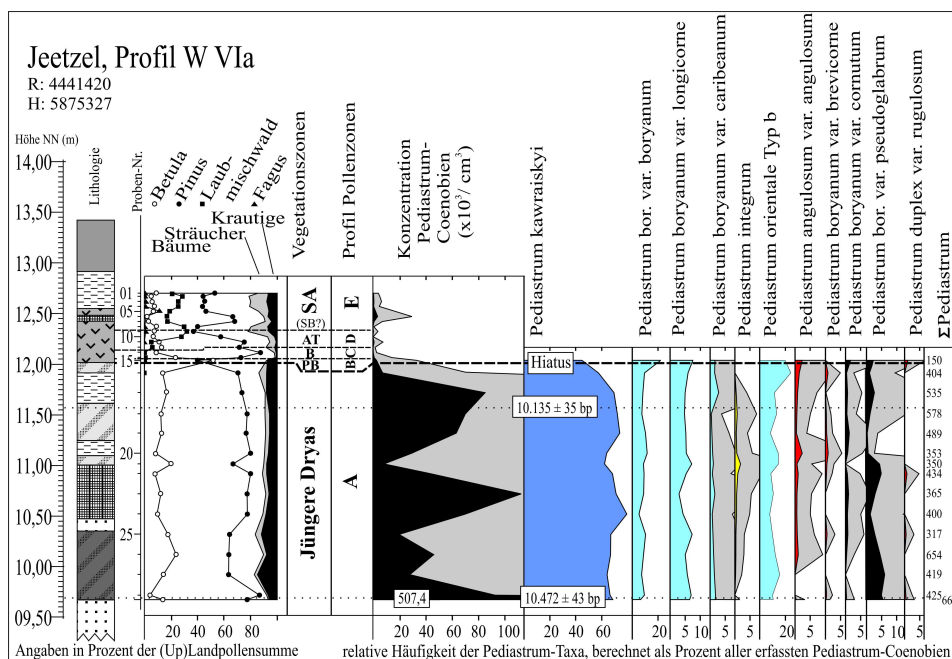 Jeetzel, Profil W VIa
R: 4441420
H: 5875327
Höhe NN (m)
Lithologie
Proben-Nr.
Betula
Pinus
Laub-
mischwald
Fagus
Krautige
Sträucher
Bäume
Vegetationszonen
Profil Pollenzonen
Konzentration
Pediastrum-
Coenobien
(x10³/ cm³)
Pediastrum kawraiskyi
Pediastrum bor. var. boryanum
Pediastrum boryanum var. longicorne
Pediastrum boryanum var. caribeanum
Pediastrum integrum
Pediastrum orientale Typ b
Pediastrum angulosum var. angulosum
Pediastrum boryanum var. brevicorne
Pediastrum boryanum var. cornutum
Pediastrum bor. var. pseudoglabrum
Pediastrum duplex var. rugulosum
Σ Pediastrum
14,00
13,50
13,00
12,50
12,00
11,50
11,00
10,50
10,00
09,50
01
05
10
15
20
25
SA
(SB?)
AT
B
PB
Jüngere Dryas
E
D
C
B
A
Hiatus
10.135 ± 35 bp
10.472 ± 43 bp
507,4
150
404
535
578
489
353
350
434
365
400
317
654
419
425
66
20 40 60 80
20 40 60 80 100
20 40 60
20
5 10
5 10
5 10
20
5 10
5
5
5 10
5
Angaben in Prozent der (Up)Landpollensumme
relative Häufigkeit der Pediastrum-Taxa, berechnet als Prozent aller erfassten Pediastrum-Coenobien